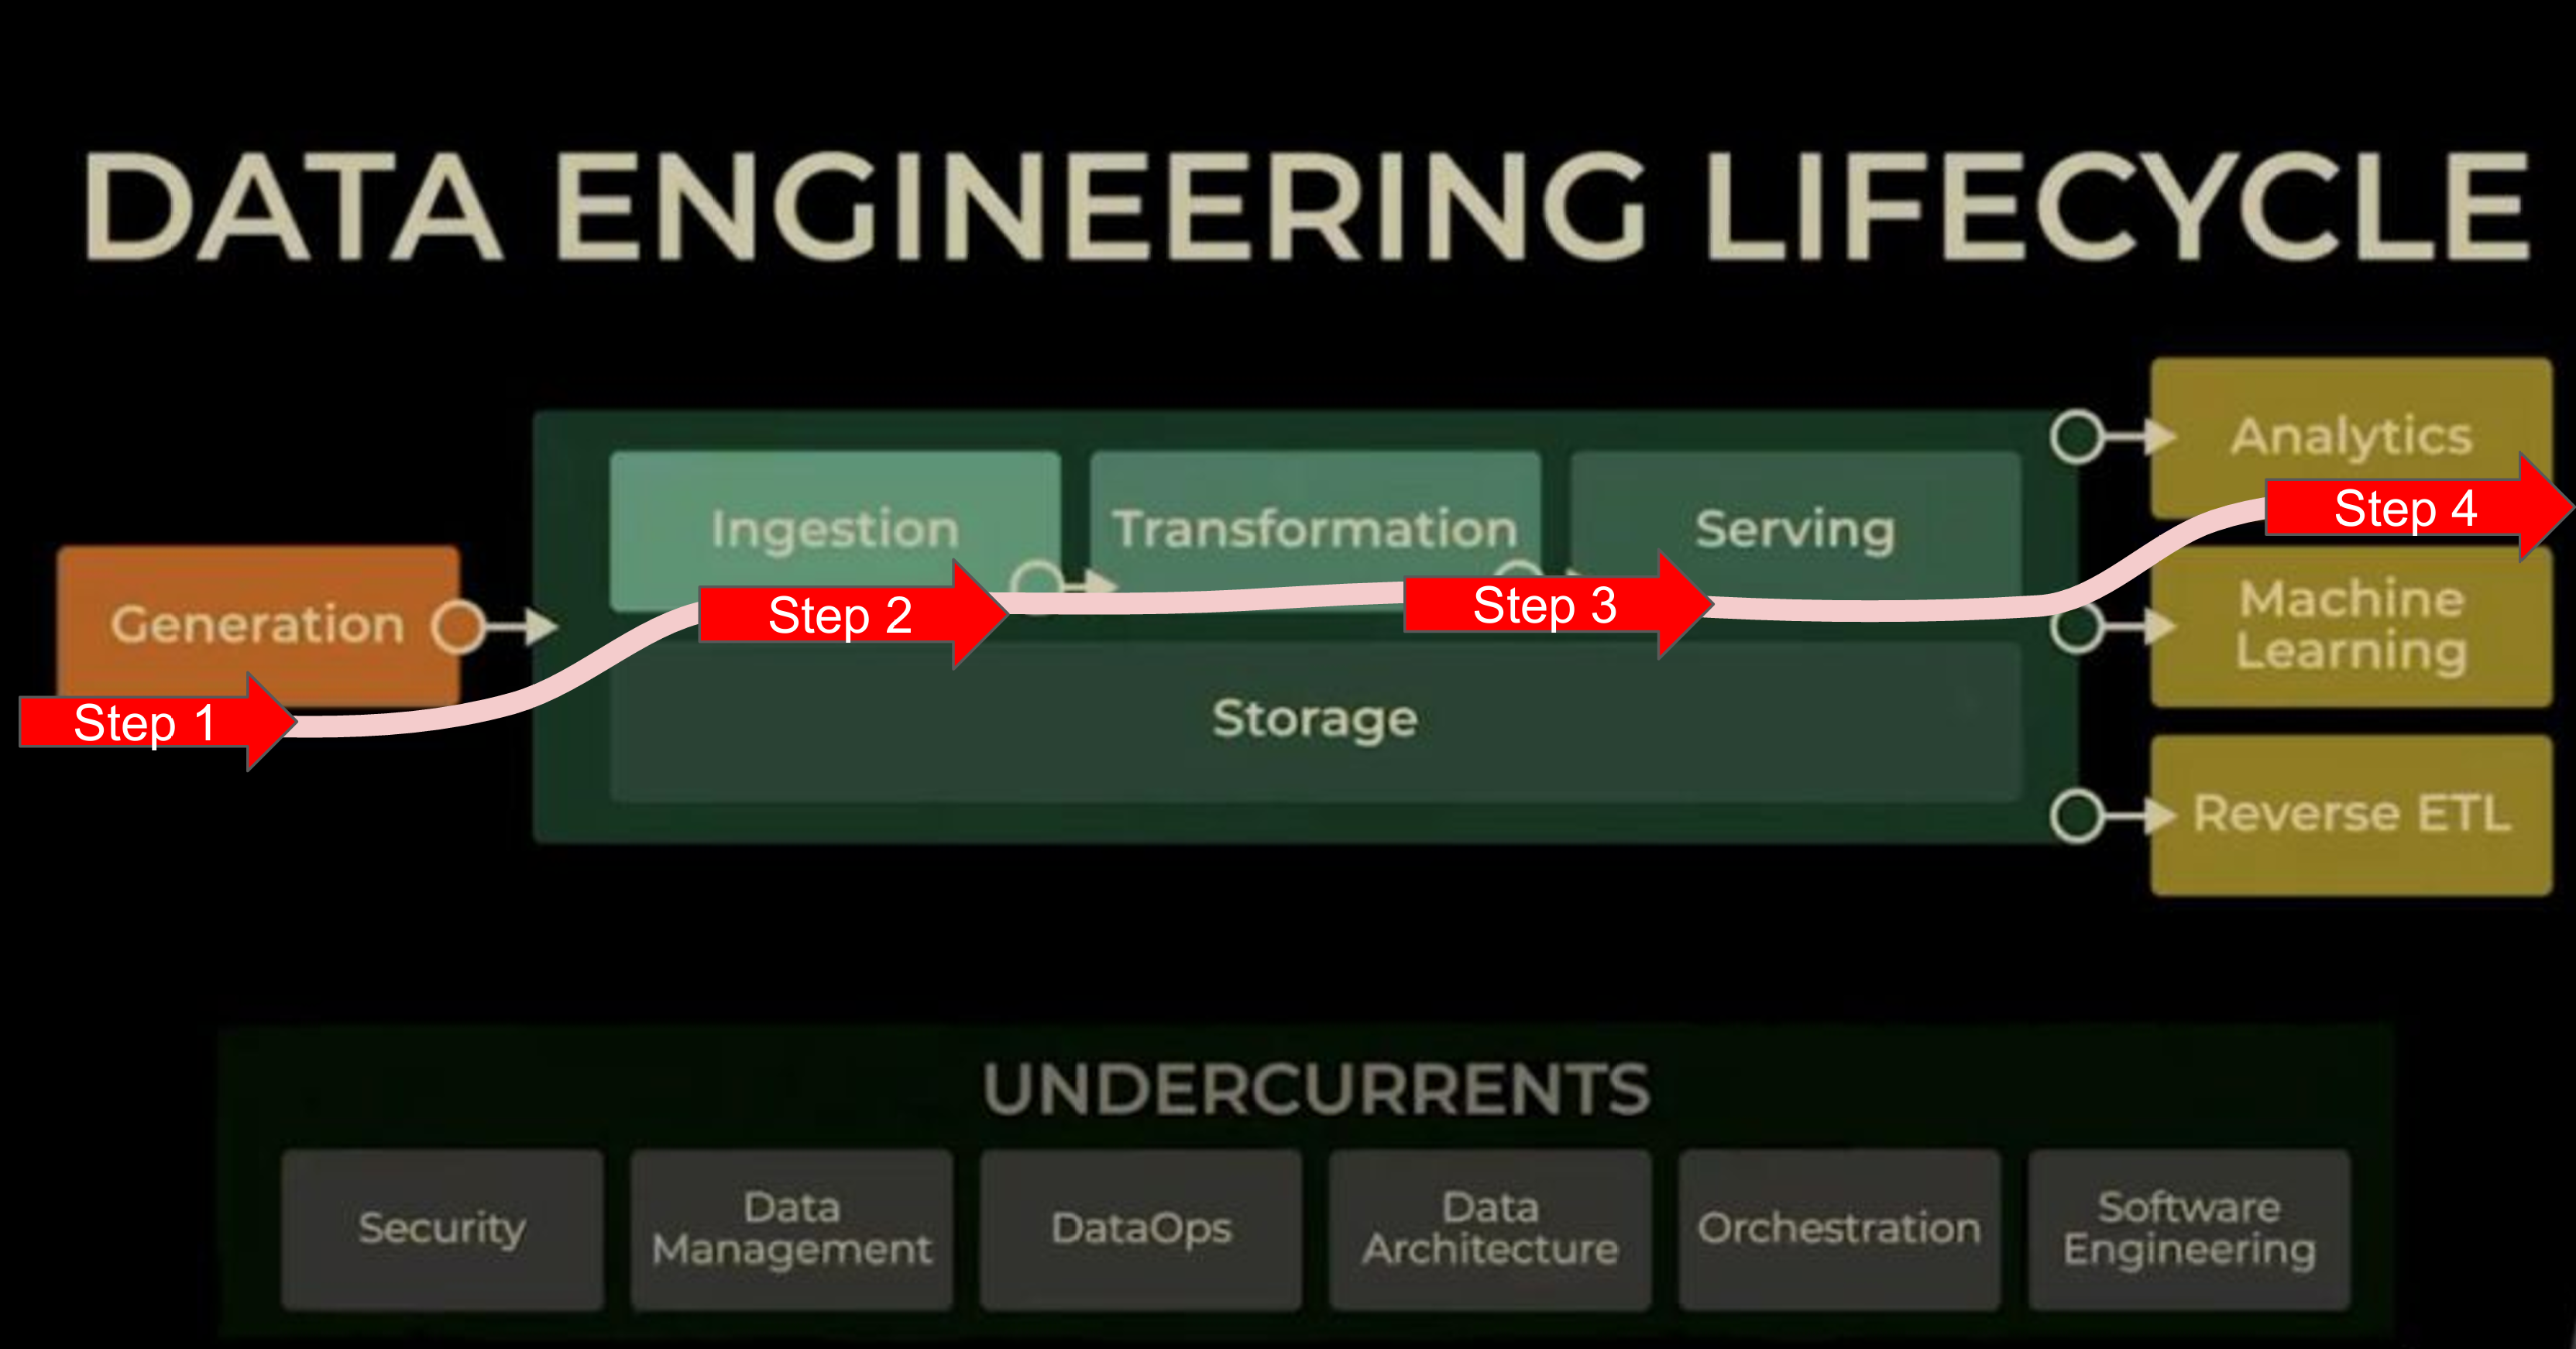 DATA ENGINEERING LIFECYCLE
Generation
Step 1
Ingestion
Step 2
Transformation
Step 3
Serving
Storage
Analytics
Step 4
Machine
Learning
Reverse ETL
UNDERCURRENTS
Security
Data
Management
DataOps
Data
Architecture
Orchestration
Software
Engineering